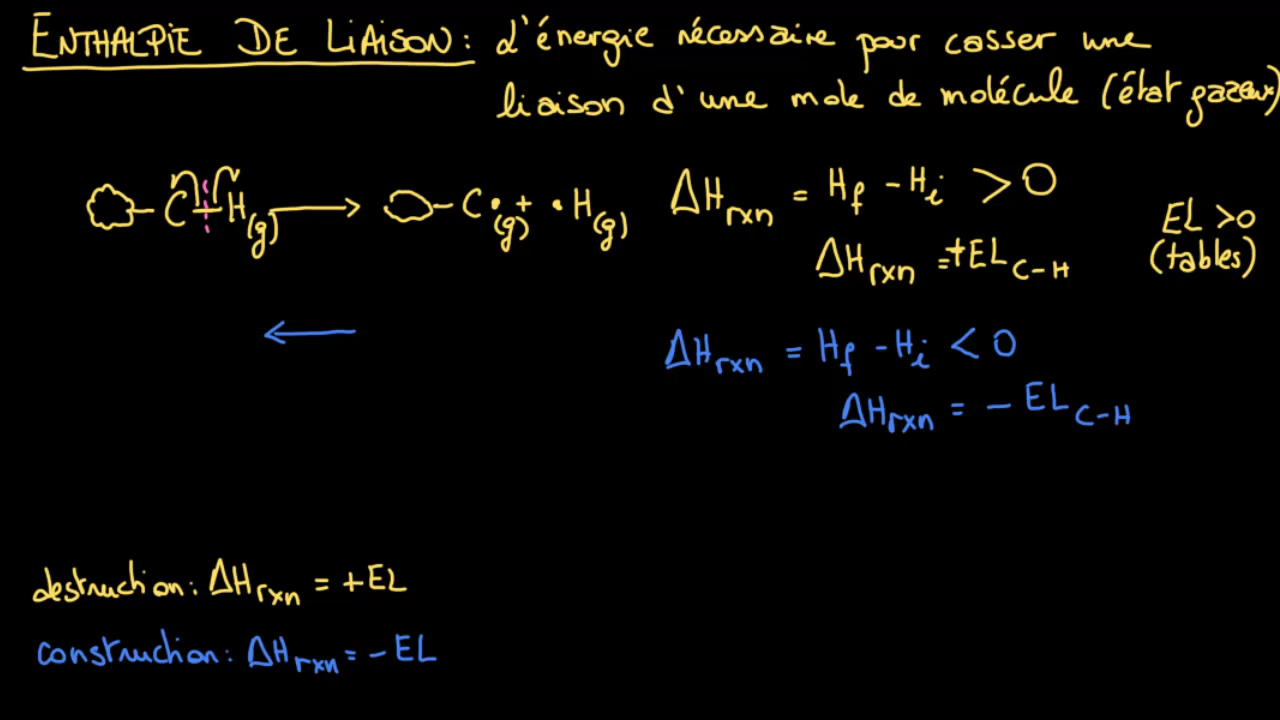 ENTHALPIE DE LIAISON : d'énergie nécessaire pour casser une
liaison d'une mole de molécule (état gazeux)
C–H(g) → C•(g) + •H(g)
ΔHrxn = Hf - Hi > 0
ΔHrxn = +EL C-H
EL > 0
(tables)
←
ΔHrxn = Hf - Hi < 0
ΔHrxn = - EL C-H
destruction : ΔHrxn = +EL
construction : ΔHrxn = - EL